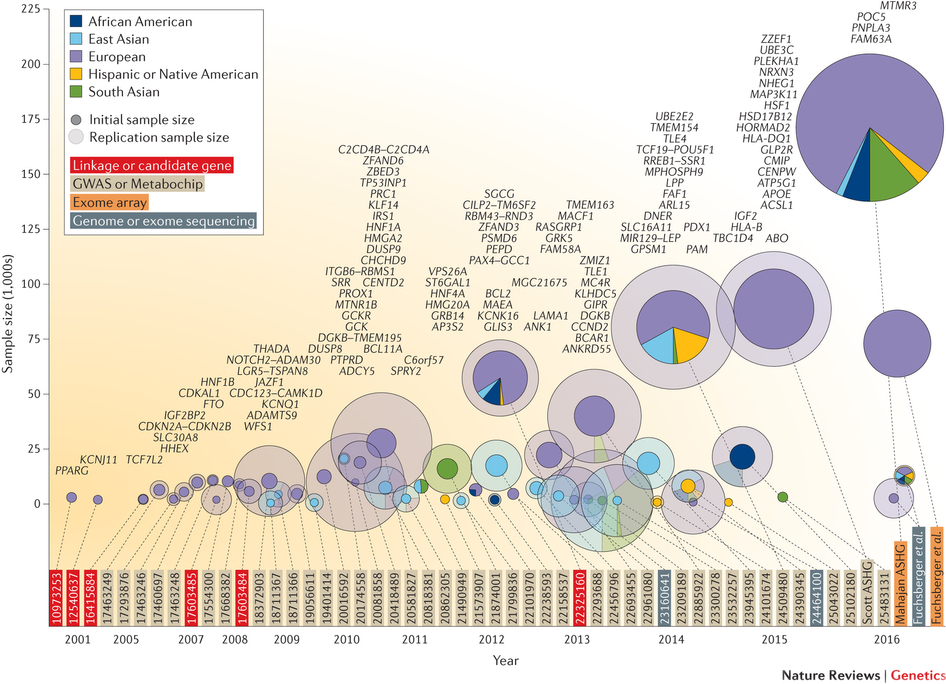 225
200
175
150
125
100
75
50
25
0
Sample size (1,000s)
African American
East Asian
European
Hispanic or Native American
South Asian
Initial sample size
Replication sample size
Linkage or candidate gene
GWAS or Metabochip
Exome array
Genome or exome sequencing
PPARG
KCNJ11
TCF7L2
IGF2BP2
CDKN2A–CDKN2B
SLC30A8
HHEX
HNF1B
CDKAL1
FTO
THADA
NOTCH2–ADAM30
LGR5–TSPAN8
JAZF1
CDC123–CAMK1D
KCNQ1
ADAMTS9
WFS1
C2CD4B–C2CD4A
ZFAND6
ZBED3
TP53INP1
PRC1
KLF14
IRS1
HNF1A
HMGA2
DUSP9
CHCHD9
ITGB6–RBMS1
SRR CENTD2
PROX1
MTNR1B
GCKR
GCK
DGKB–TMEM195
DUSP8 BCL11A
PTPRD
ADCY5
C6orf57
SPRY2
VPS26A
ST6GAL1
HNF4A
HMG20A
GRB14
AP3S2
SGCG
CILP2–TM6SF2
RBM43–RND3
ZFAND3
PSMD6
PEPD
PAX4–GCC1
BCL2
MAEA
KCNK16
GLIS3
MGC21675
LAMA1
ANK1
TMEM163
MACF1
RASGRP1
GRK5
FAM58A
ZMIZ1
TLE1
MC4R
KLHDC5
GIPR
DGKB
CCND2
BCAR1
ANKRD55
UBE2E2
TMEM154
TLE4
TCF19–POU5F1
RREB1–SSR1
MPHOSPH9
LPP
FAF1
ARL15
DNER
SLC16A11 PDX1
MIR129–LEP
GPSM1 PAM
ZZEF1
UBE3C
PLEKHA1
NRXN3
NHEG1
MAP3K11
HSF1
HSD17B12
HORMAD2
HLA-DQ1
GLP2R
CMIP
CENPW
ATP5G1
APOE
ACSL1
IGF2
HLA-B
TBC1D4 ABO
MTMR3
POC5
PNPLA3
FAM63A
10973253
12540637
16415884
17463249
17293876
17463246
17460697
17463248
17603485
17554300
17668382
17603484
18372903
18711367
18711366
19056611
19401414
20016592
20174558
20081858
20418489
20581827
20818381
20862305
21490949
21573907
21874001
21799836
22101970
22238593
22158537
22325160
22293688
22456796
22693455
22961080
23160641
23209189
22885922
23300278
23532257
23945395
24101674
24509480
24390345
24464100
25043022
25102180
Scott ASHG
25483131
Mahajan ASHG
Fuchsberger et al.
Fuchsberger et al.
2001
2005
2007
2008
2009
2010
2011
2012
2013
2014
2015
2016
Year
Nature Reviews | Genetics